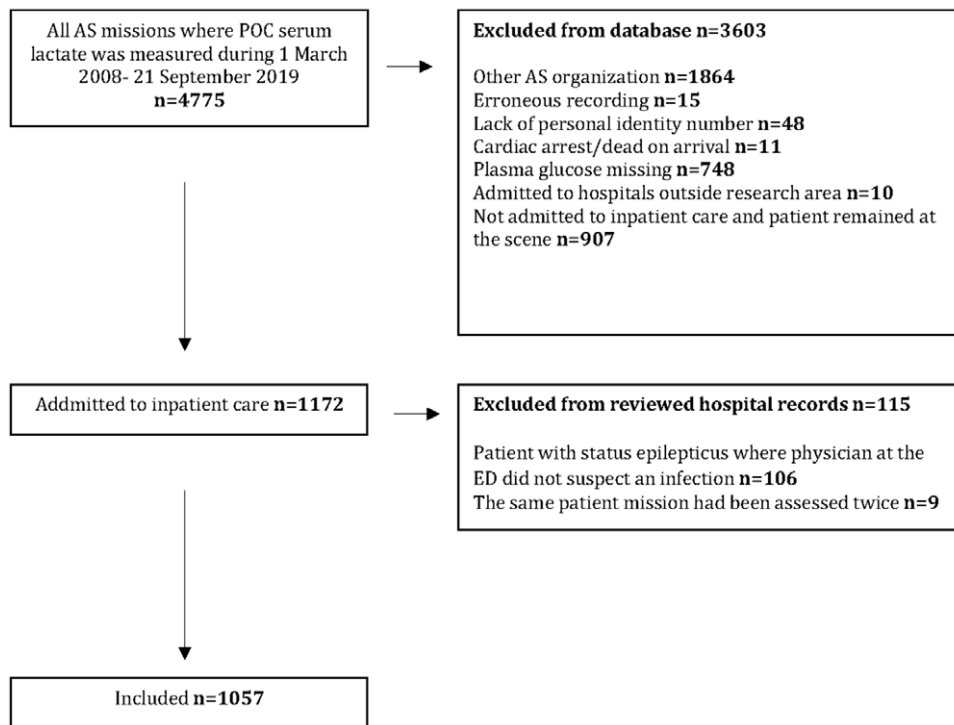 All AS missions where POC serum
lactate was measured during 1 March
2008- 21 September 2019
n=4775
Excluded from database n=3603
Other AS organization n=1864
Erroneous recording n=15
Lack of personal identity number n=48
Cardiac arrest/dead on arrival n=11
Plasma glucose missing n=748
Admitted to hospitals outside research area n=10
Not admitted to inpatient care and patient remained at
the scene n=907
Addmitted to inpatient care n=1172
Excluded from reviewed hospital records n=115
Patient with status epilepticus where physician at the
ED did not suspect an infection n=106
The same patient mission had been assessed twice n=9
Included n=1057